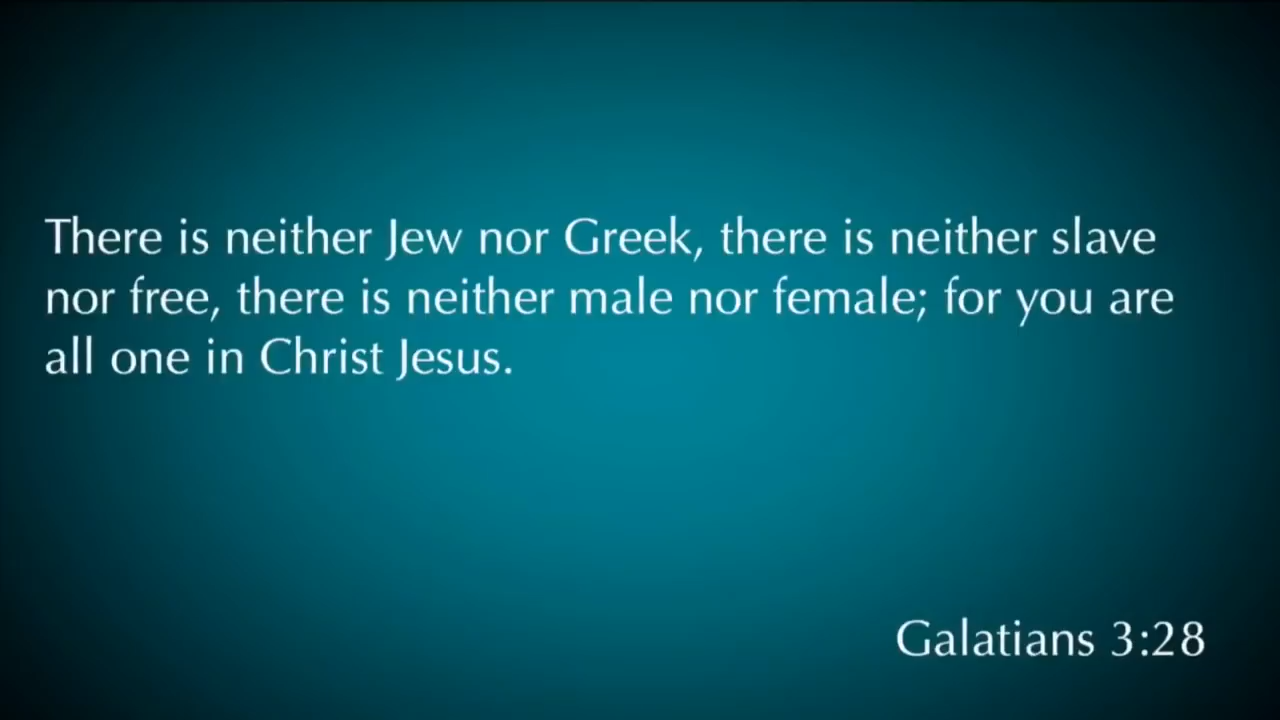 There is neither Jew nor Greek, there is neither slave
nor free, there is neither male nor female; for you are
all one in Christ Jesus.
Galatians 3:28